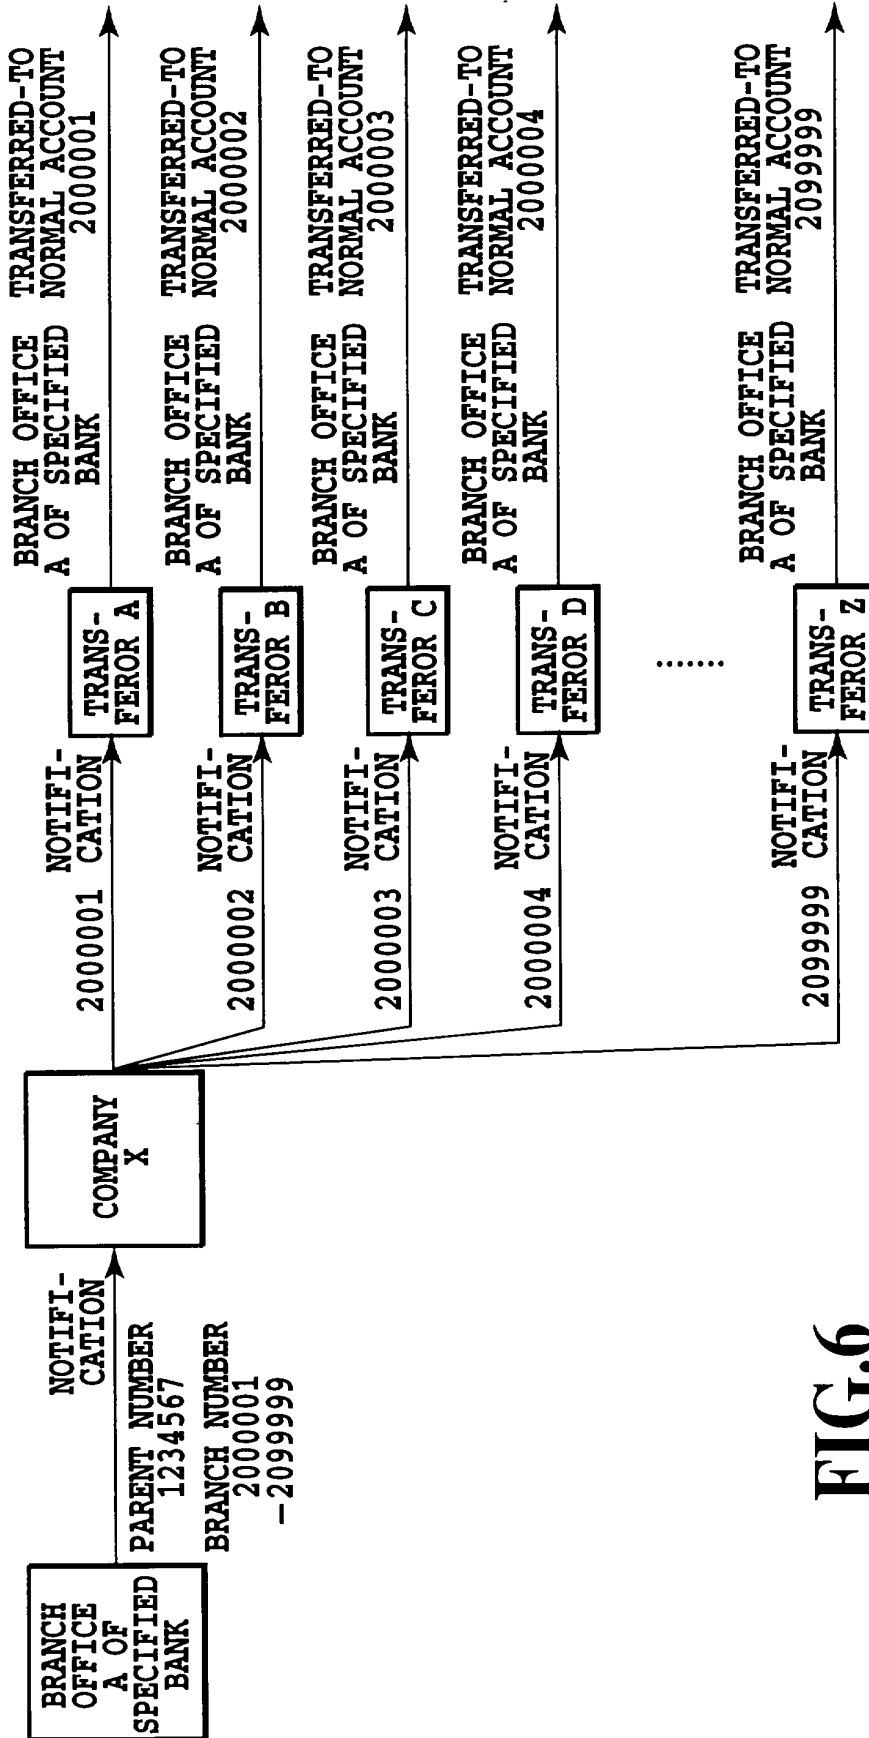 BRANCH
OFFICE
A OF
SPECIFIED
BANK
NOTIFI-
CATION
PARENT NUMBER
1234567
BRANCH NUMBER
2000001
－2099999
COMPANY
X
2000001
NOTIFI-
CATION
TRANS-
FEROR A
BRANCH OFFICE
A OF SPECIFIED
BANK
TRANSFERRED-TO
NORMAL ACCOUNT
2000001
2000002
NOTIFI-
CATION
TRANS-
FEROR B
BRANCH OFFICE
A OF SPECIFIED
BANK
TRANSFERRED-TO
NORMAL ACCOUNT
2000002
2000003
NOTIFI-
CATION
TRANS-
FEROR C
BRANCH OFFICE
A OF SPECIFIED
BANK
TRANSFERRED-TO
NORMAL ACCOUNT
2000003
2000004
NOTIFI-
CATION
TRANS-
FEROR D
BRANCH OFFICE
A OF SPECIFIED
BANK
TRANSFERRED-TO
NORMAL ACCOUNT
2000004
.......
2099999
NOTIFI-
CATION
TRANS-
FEROR Z
BRANCH OFFICE
A OF SPECIFIED
BANK
TRANSFERRED-TO
NORMAL ACCOUNT
2099999
FIG.6